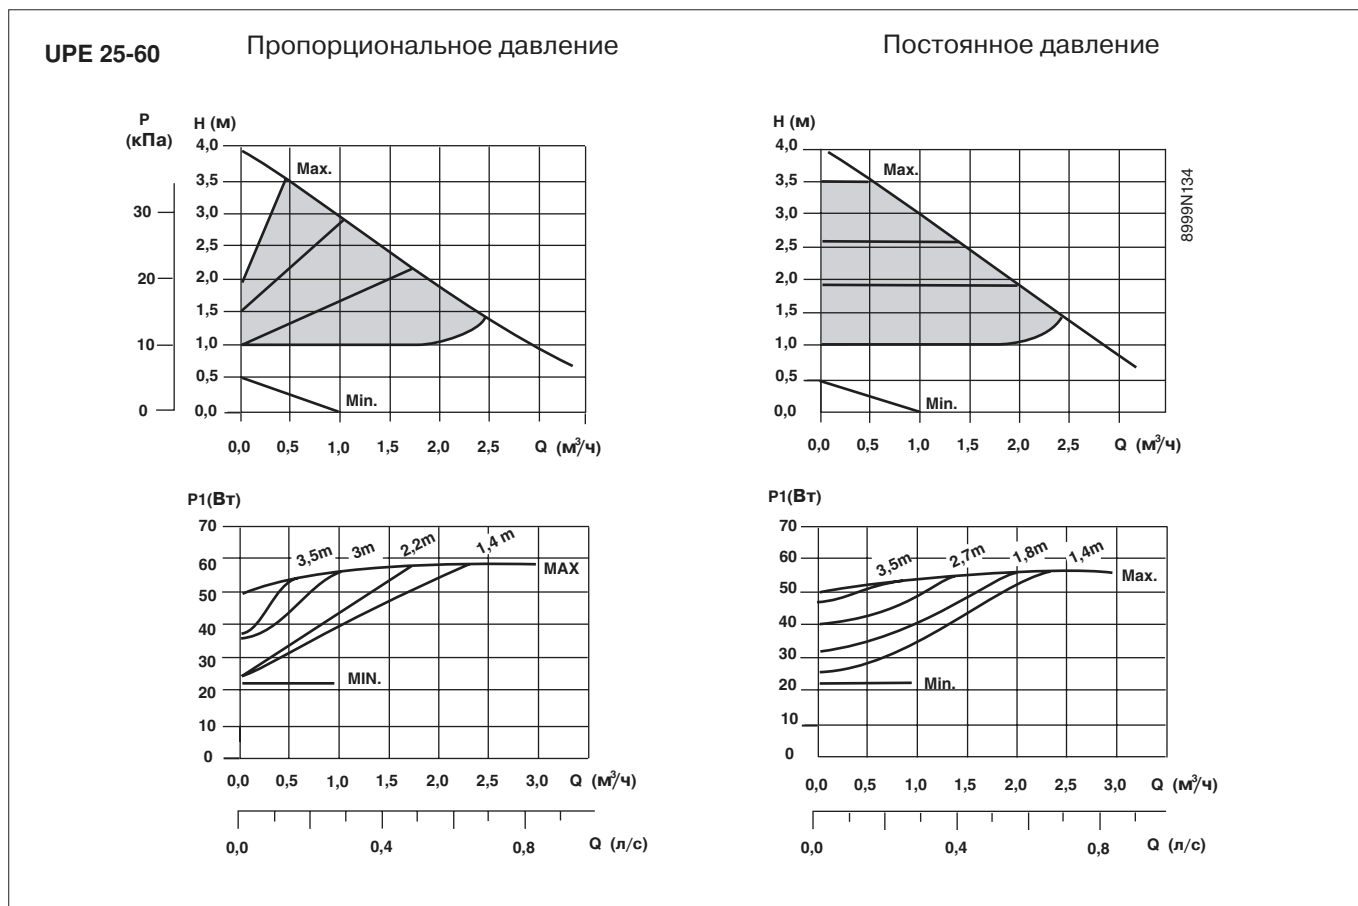 UPE 25-60
Пропорциональное давление
Постоянное давление
P
(кПа)
H (м)
4,0
3,5
3,0
2,5
2,0
1,5
1,0
0,5
0,0
30
20
10
0
Max.
Min.
0,0 0,5 1,0 1,5 2,0 2,5 Q (м³/ч)
H (м)
4,0
3,5
3,0
2,5
2,0
1,5
1,0
0,5
0,0
Max.
Min.
0,0 0,5 1,0 1,5 2,0 2,5 Q (м³/ч)
8999N134
P1(Вт)
70
60
50
40
30
20
10
0
3,5m 3m 2,2m 1,4 m
MAX
MIN.
0,0 0,5 1,0 1,5 2,0 2,5 3,0 Q (м³/ч)
0,0 0,4 0,8 Q (л/с)
P1(Вт)
70
60
50
40
30
20
10
0
3,5m 2,7m 1,8m 1,4m
Max.
Min.
0,0 0,5 1,0 1,5 2,0 2,5 3,0 Q (м³/ч)
0,0 0,4 0,8 Q (л/с)